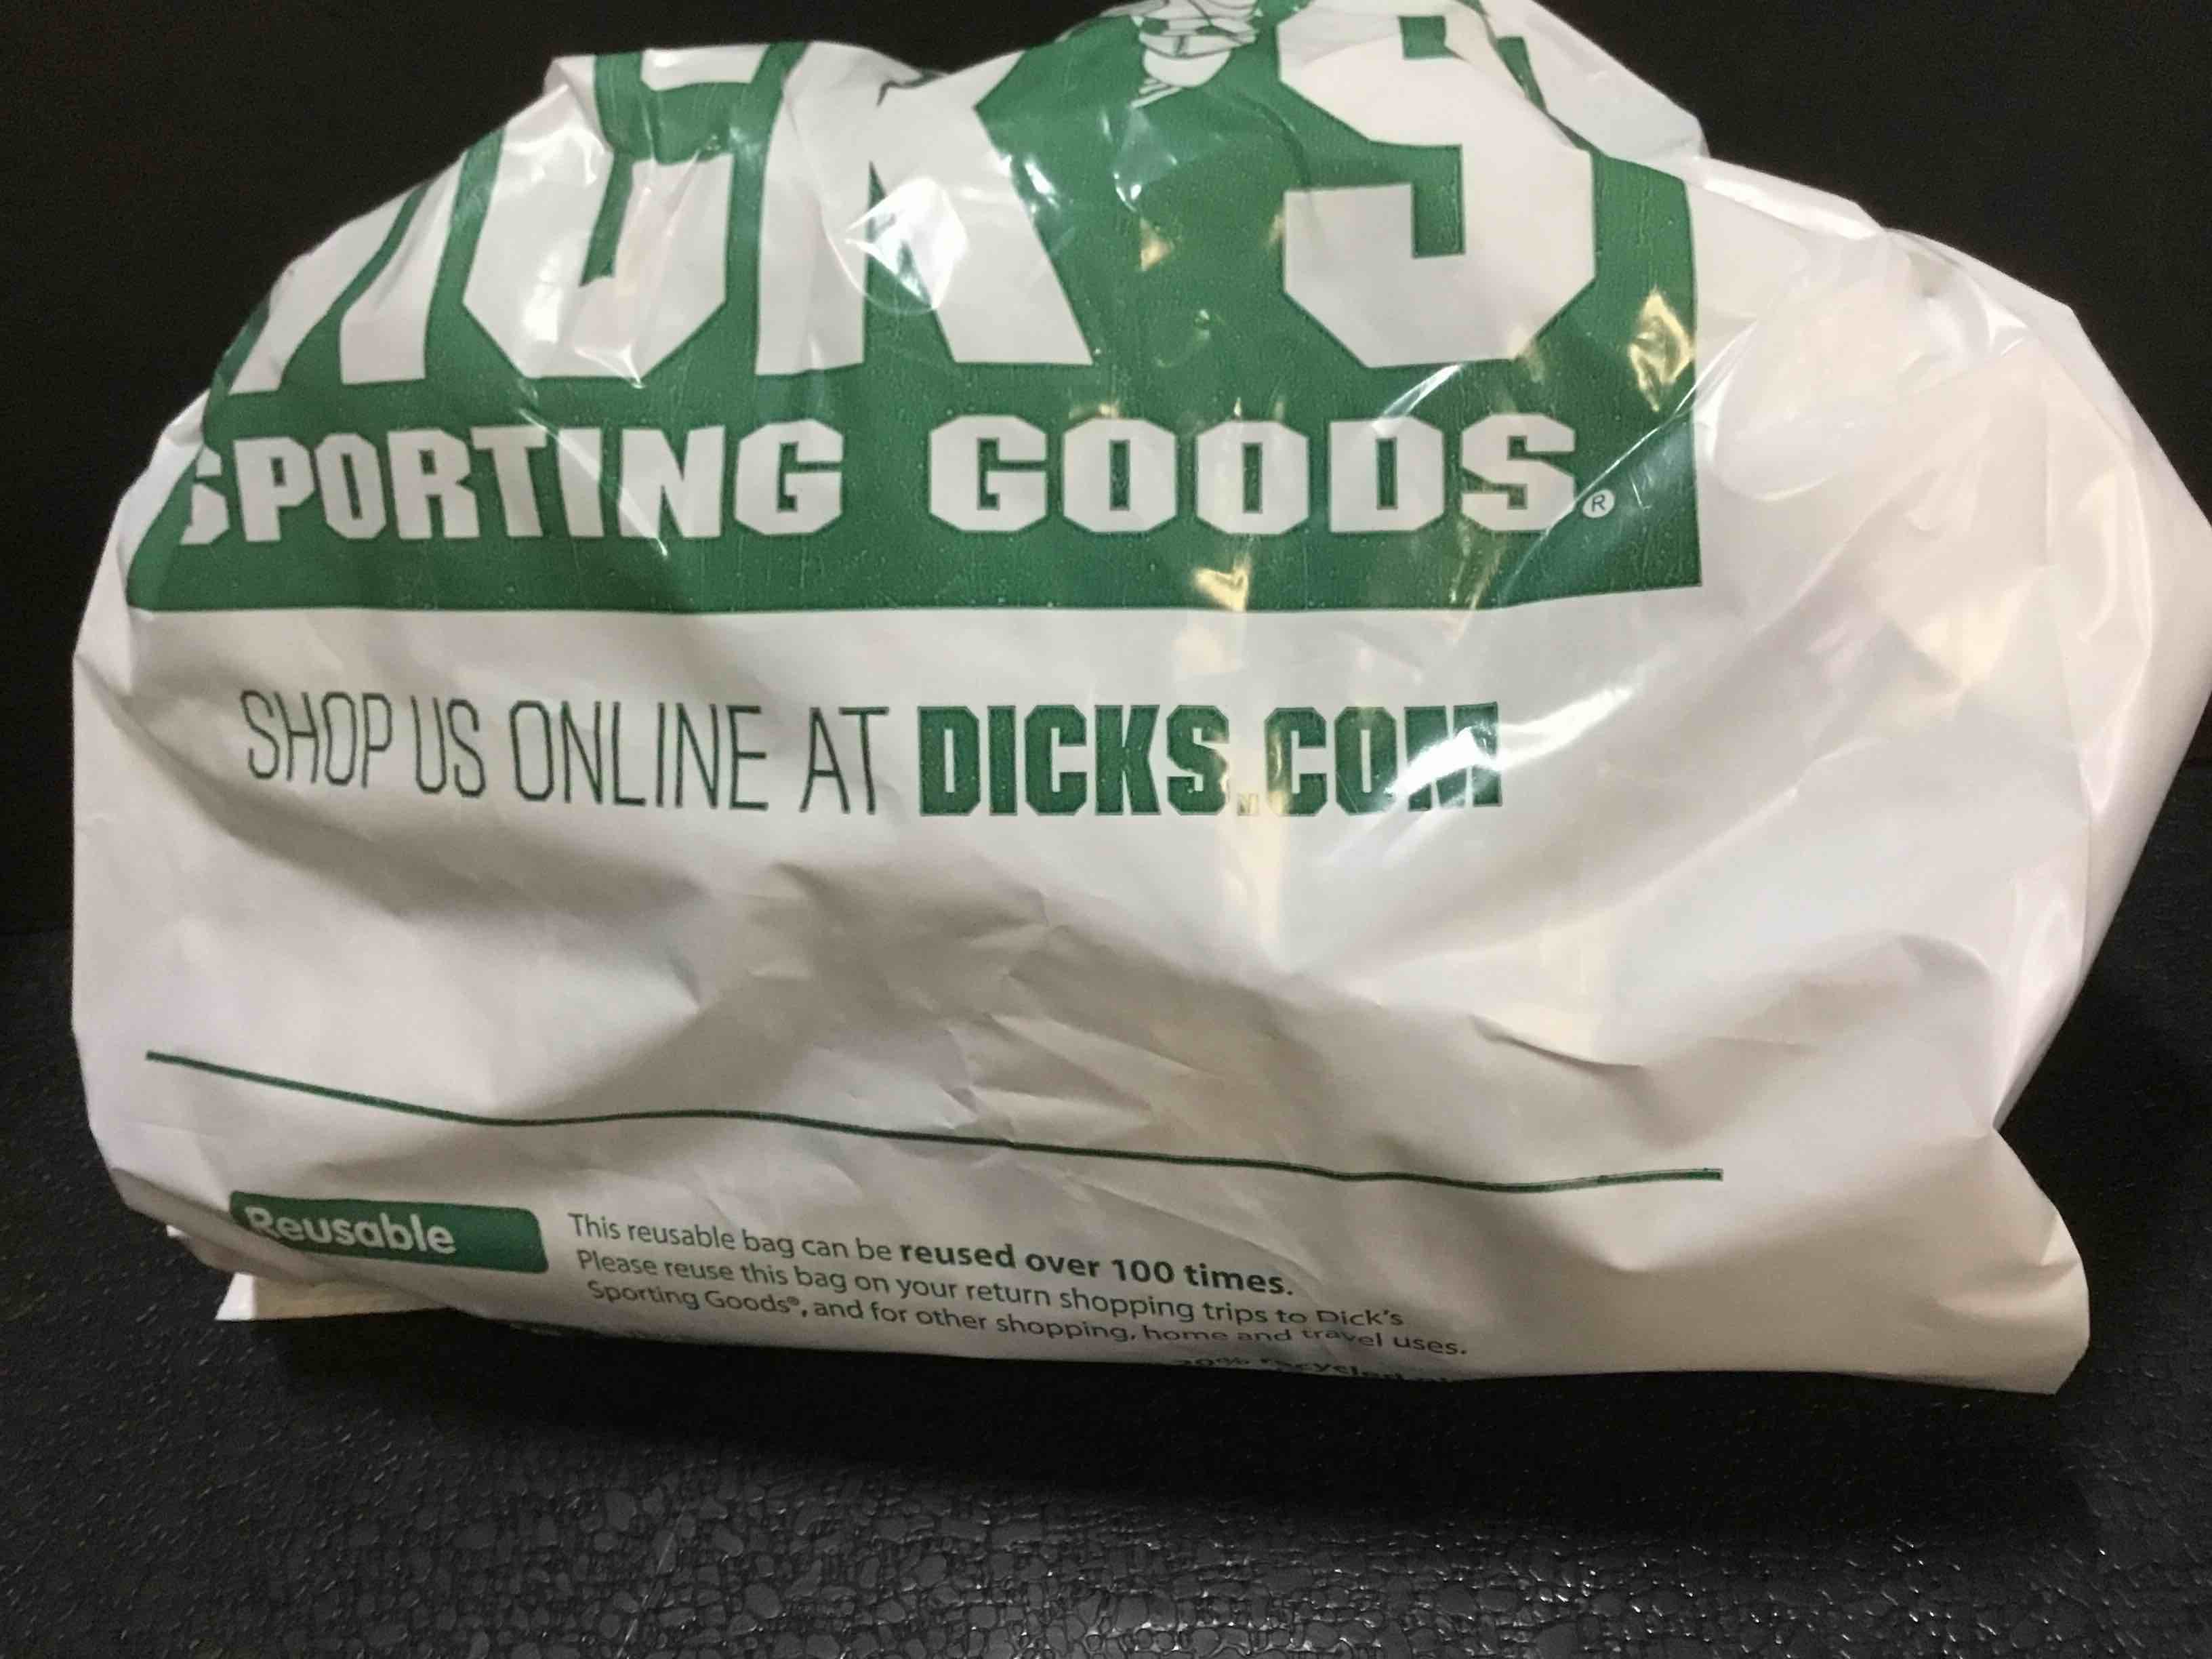 DICK'S
SPORTING GOODS®
SHOP US ONLINE AT DICKS.COM
Reusable
This reusable bag can be reused over 100 times.
Please reuse this bag on your return shopping trips to Dick's
Sporting Goods®, and for other shopping, home and travel uses.